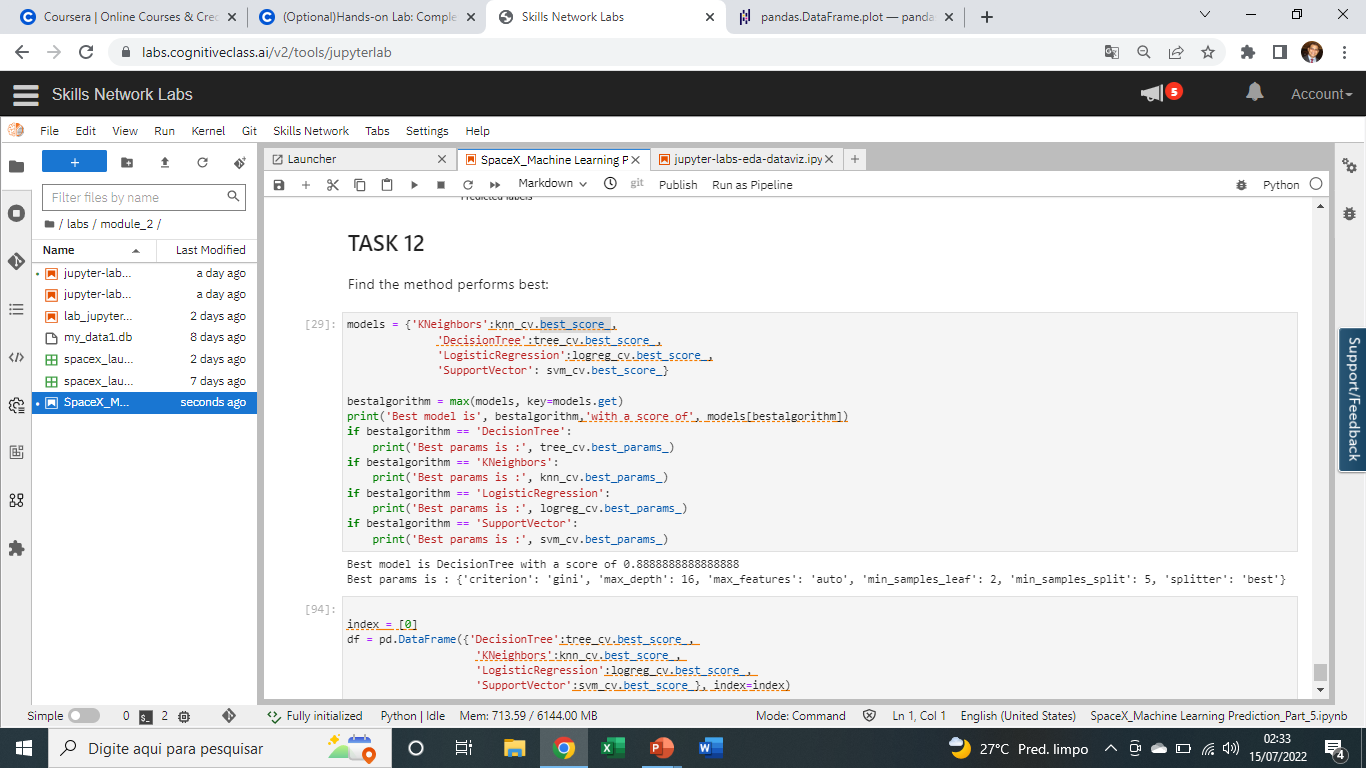 Coursera | Online Courses & Cred
(Optional)Hands-on Lab: Comple
Skills Network Labs
pandas.DataFrame.plot — panda
labs.cognitiveclass.ai/v2/tools/jupyterlab
Skills Network Labs
5
Account
File Edit View Run Kernel Git Skills Network Tabs Settings Help
Launcher
SpaceX_Machine Learning P
jupyter-labs-eda-dataviz.ipy
Filter files by name
Markdown
git
Publish
Run as Pipeline
Python
/ labs / module_2 /
Name
Last Modified
jupyter-lab... a day ago
jupyter-lab... a day ago
lab_jupyter... 2 days ago
my_data1.db 8 days ago
spacex_lau... 2 days ago
spacex_lau... 7 days ago
SpaceX_M... seconds ago
Predicted labels
TASK 12
Find the method performs best:
[29]:
models = {'KNeighbors':knn_cv.best_score_,
'DecisionTree':tree_cv.best_score_,
'LogisticRegression':logreg_cv.best_score_,
'SupportVector': svm_cv.best_score_}
bestalgorithm = max(models, key=models.get)
print('Best model is', bestalgorithm,'with a score of', models[bestalgorithm])
if bestalgorithm == 'DecisionTree':
print('Best params is :', tree_cv.best_params_)
if bestalgorithm == 'KNeighbors':
print('Best params is :', knn_cv.best_params_)
if bestalgorithm == 'LogisticRegression':
print('Best params is :', logreg_cv.best_params_)
if bestalgorithm == 'SupportVector':
print('Best params is :', svm_cv.best_params_)
Best model is DecisionTree with a score of 0.8888888888888888
Best params is : {'criterion': 'gini', 'max_depth': 16, 'max_features': 'auto', 'min_samples_leaf': 2, 'min_samples_split': 5, 'splitter': 'best'}
[94]:
index = [0]
df = pd.DataFrame({'DecisionTree':tree_cv.best_score_,
'KNeighbors':knn_cv.best_score_,
'LogisticRegression':logreg_cv.best_score_,
'SupportVector':svm_cv.best_score_}, index=index)
Support/Feedback
Simple 0 2 Fully initialized Python | Idle Mem: 713.59 / 6144.00 MB Mode: Command Ln 1, Col 1 English (United States) SpaceX_Machine Learning Prediction_Part_5.ipynb
Digite aqui para pesquisar
27°C Pred. limpo
02:33
15/07/2022
4